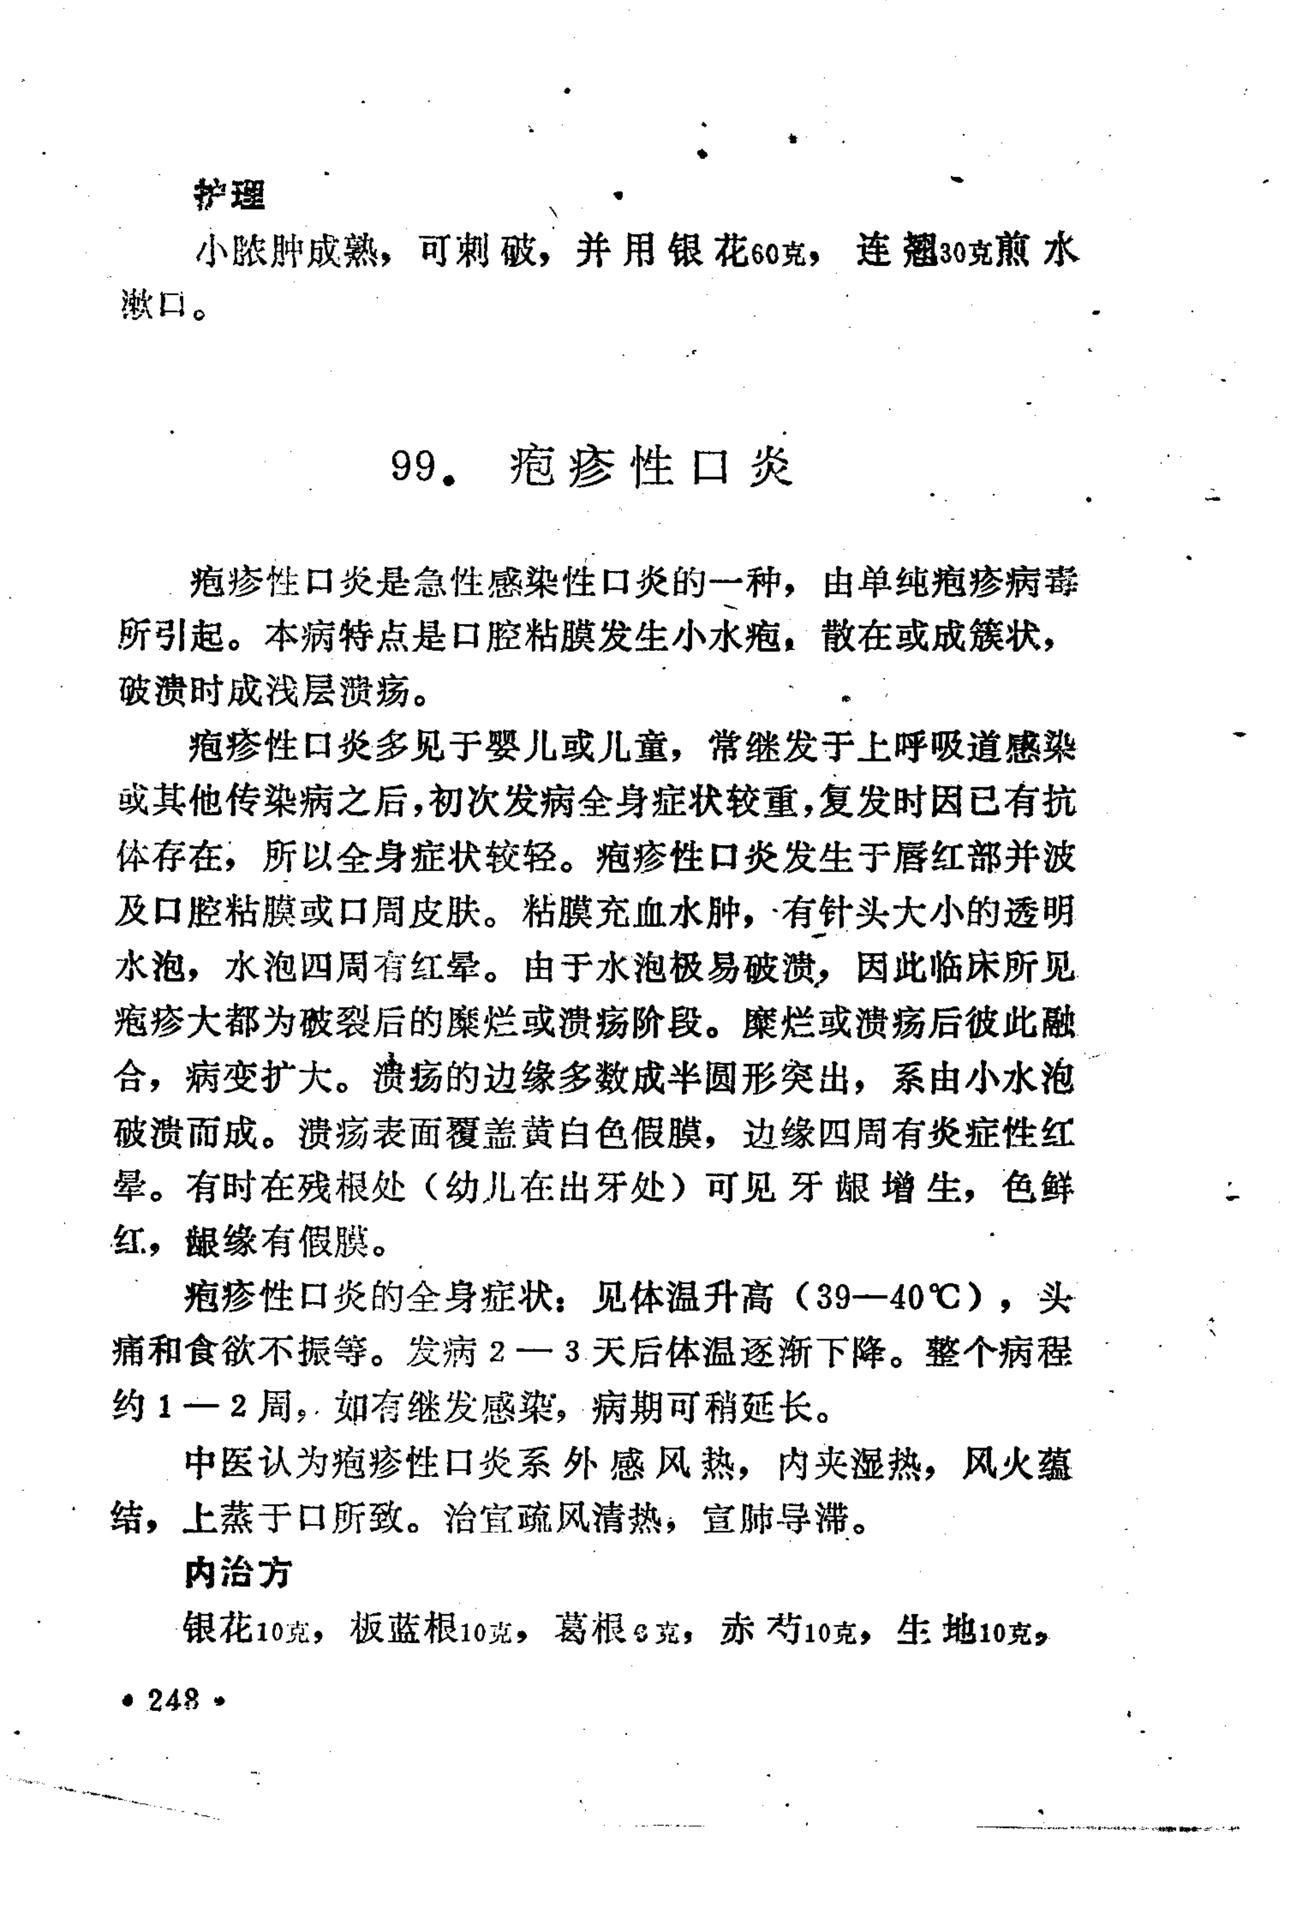 护理
小脓肿成熟，可刺破，并用银花60克，连翘30克煎水
漱口。
99．疱疹性口炎
疱疹性口炎是急性感染性口炎的一种，由单纯疱疹病毒
所引起。本病特点是口腔粘膜发生小水疱，散在或成簇状，
破溃时成浅层溃疡。
疱疹性口炎多见于婴儿或儿童，常继发于上呼吸道感染
或其他传染病之后，初次发病全身症状较重，复发时因已有抗
体存在，所以全身症状较轻。疱疹性口炎发生于唇红部并波
及口腔粘膜或口周皮肤。粘膜充血水肿，有针头大小的透明
水泡，水泡四周有红晕。由于水泡极易破溃，因此临床所见
疱疹大都为破裂后的糜烂或溃疡阶段。糜烂或溃疡后彼此融
合，病变扩大。溃疡的边缘多数成半圆形突出，系由小水泡
破溃而成。溃疡表面覆盖黄白色假膜，边缘四周有炎症性红
晕。有时在残根处（幼儿在出牙处）可见牙龈增生，色鲜
红，龈缘有假膜。
疱疹性口炎的全身症状：见体温升高（39—40℃），头
痛和食欲不振等。发病2—3天后体温逐渐下降。整个病程
约1—2周，如有继发感染，病期可稍延长。
中医认为疱疹性口炎系外感风热，内夹湿热，风火蕴
结，上蒸于口所致。治宜疏风清热，宣肺导滞。
内治方
银花10克，板蓝根10克，葛根6克，赤芍10克，生地10克，
•248•